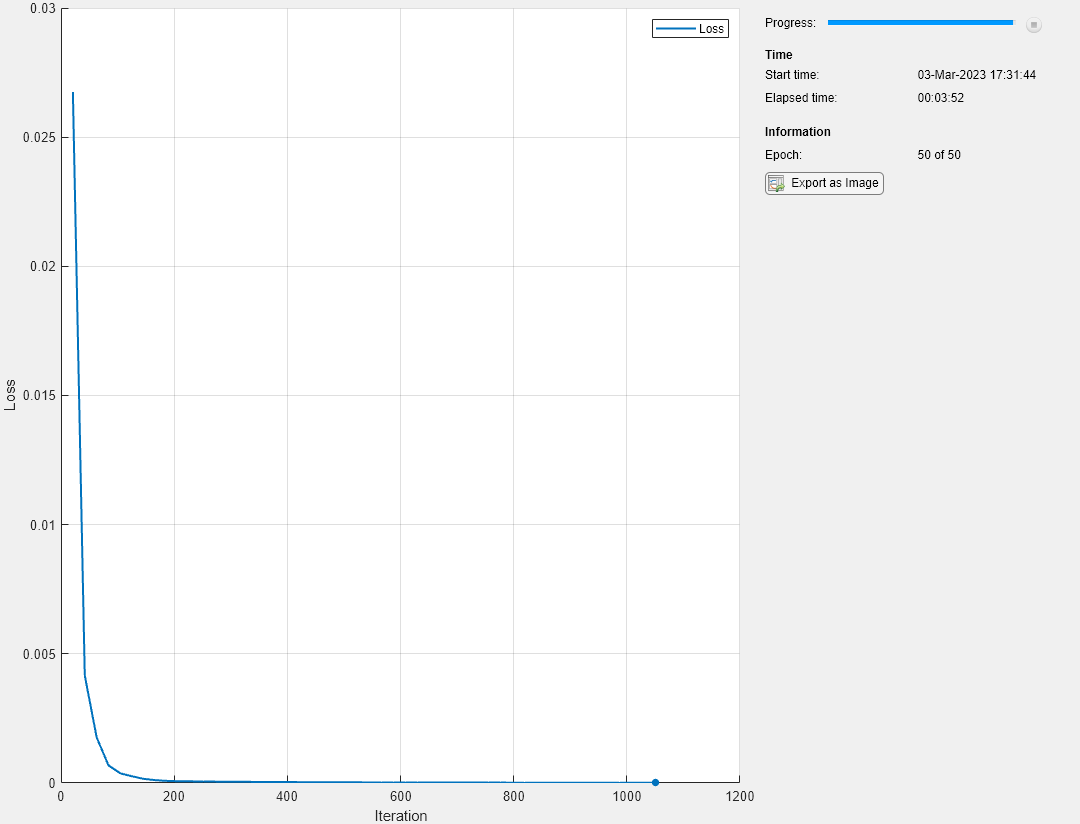 0.03
0.025
0.02
0.015
0.01
0.005
0
Loss
Loss
0
200
400
600
800
1000
1200
Iteration
Progress:
Time
Start time: 03-Mar-2023 17:31:44
Elapsed time: 00:03:52
Information
Epoch: 50 of 50
Export as Image